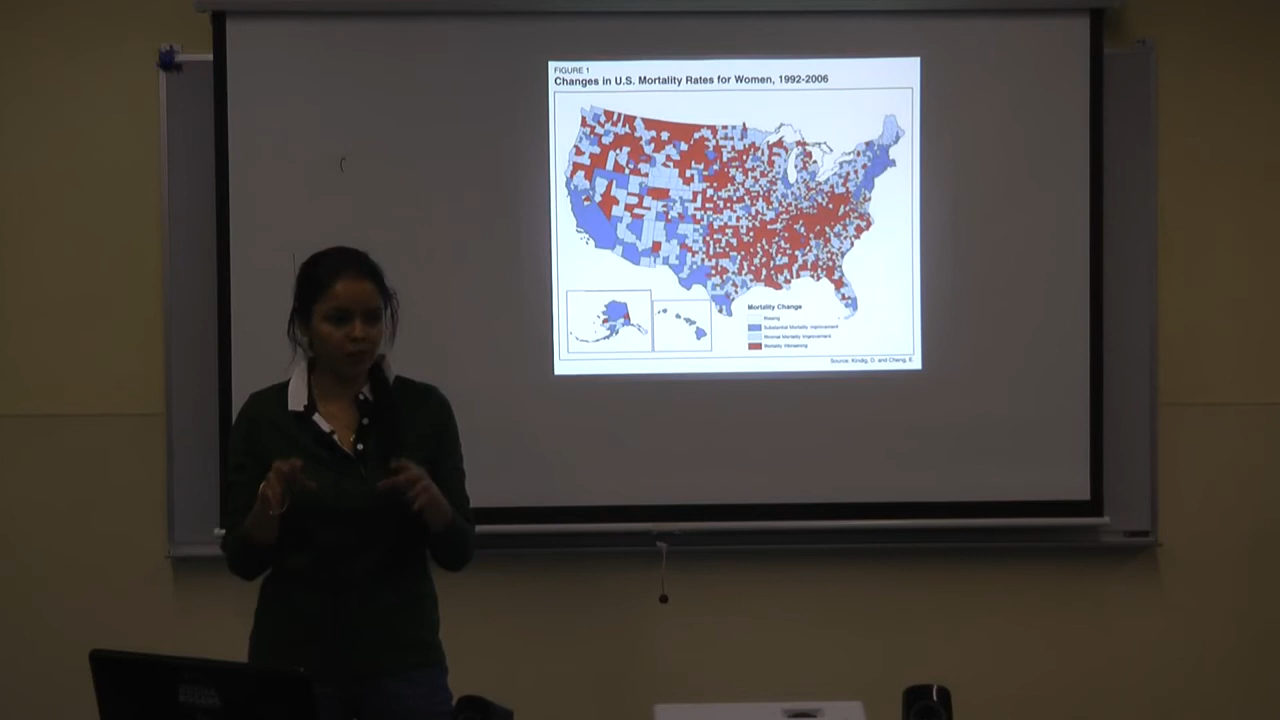 FIGURE 1
Changes in U.S. Mortality Rates for Women, 1992-2006
Mortality Change
Missing
Substantial Mortality Improvement
Minimal Mortality Improvement
Mortality Worsening
Source: Kindig, D. and Cheng, E.